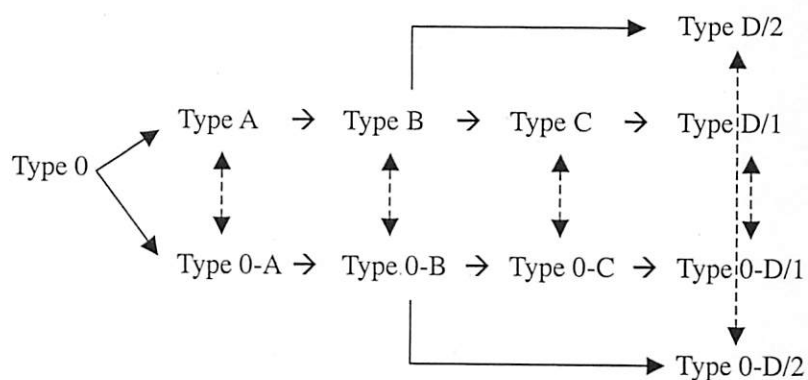 Type D/2
Type A → Type B → Type C → Type D/1
Type 0
Type 0-A → Type 0-B → Type 0-C → Type 0-D/1
Type 0-D/2